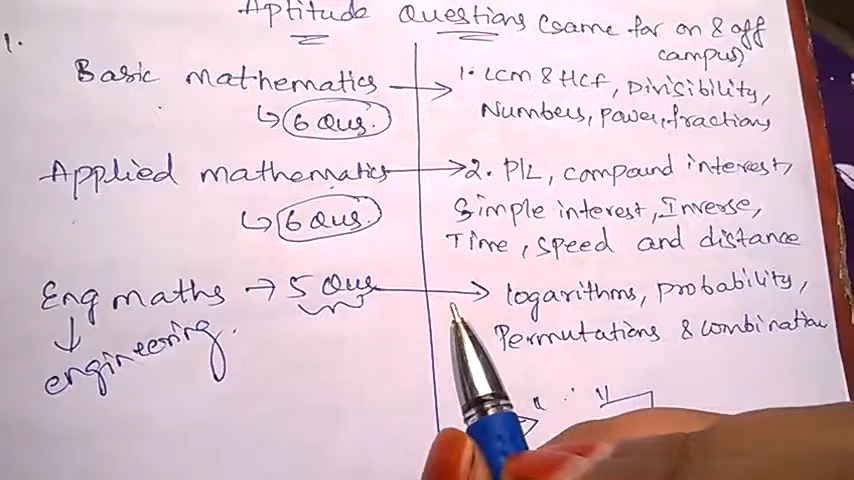 Aptitude Questions (same for on & off
campus)
1.
Basic mathematics → 1. LCM & HCF, Divisibility,
↳ 6 Qus. Numbers, power, fractions
Applied mathematics → 2. P/L, compound interest,
↳ 6 Qus. Simple interest, Inverse,
Time, speed and distance
Eng maths → 5 Qus → logarithms, probability,
Permutations & combination
engineering.